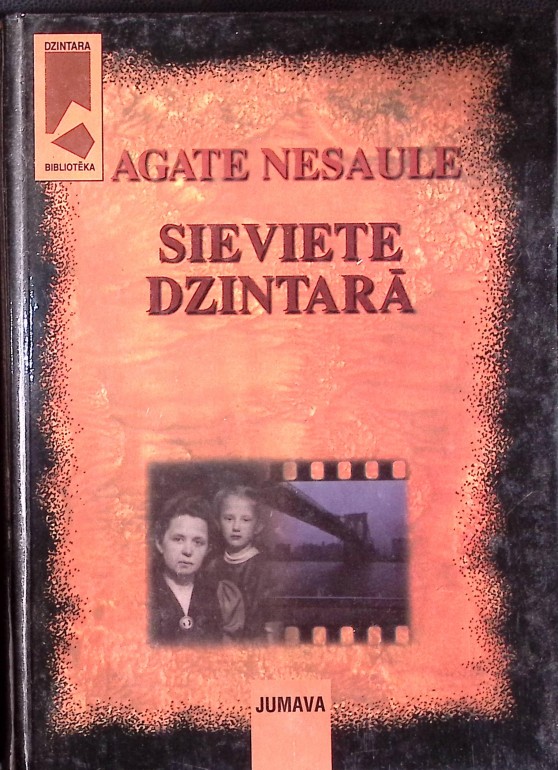 DZINTARA
BIBLIOTĒKA
AGATE NESAULE
SIEVIETE
DZINTARĀ
JUMAVA